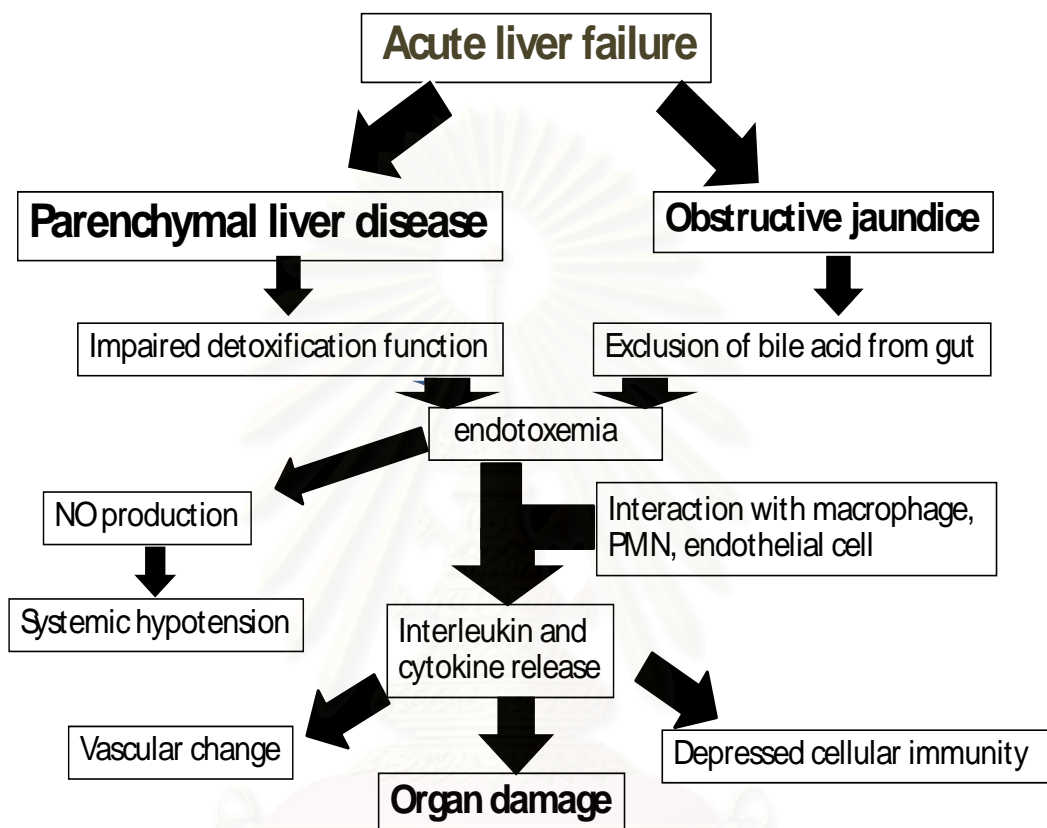 Acute liver failure
Parenchymal liver disease
Obstructive jaundice
Impaired detoxification function
Exclusion of bile acid from gut
endotoxemia
NO production
Interaction with macrophage,
PMN, endothelial cell
Systemic hypotension
Interleukin and
cytokine release
Vascular change
Depressed cellular immunity
Organ damage